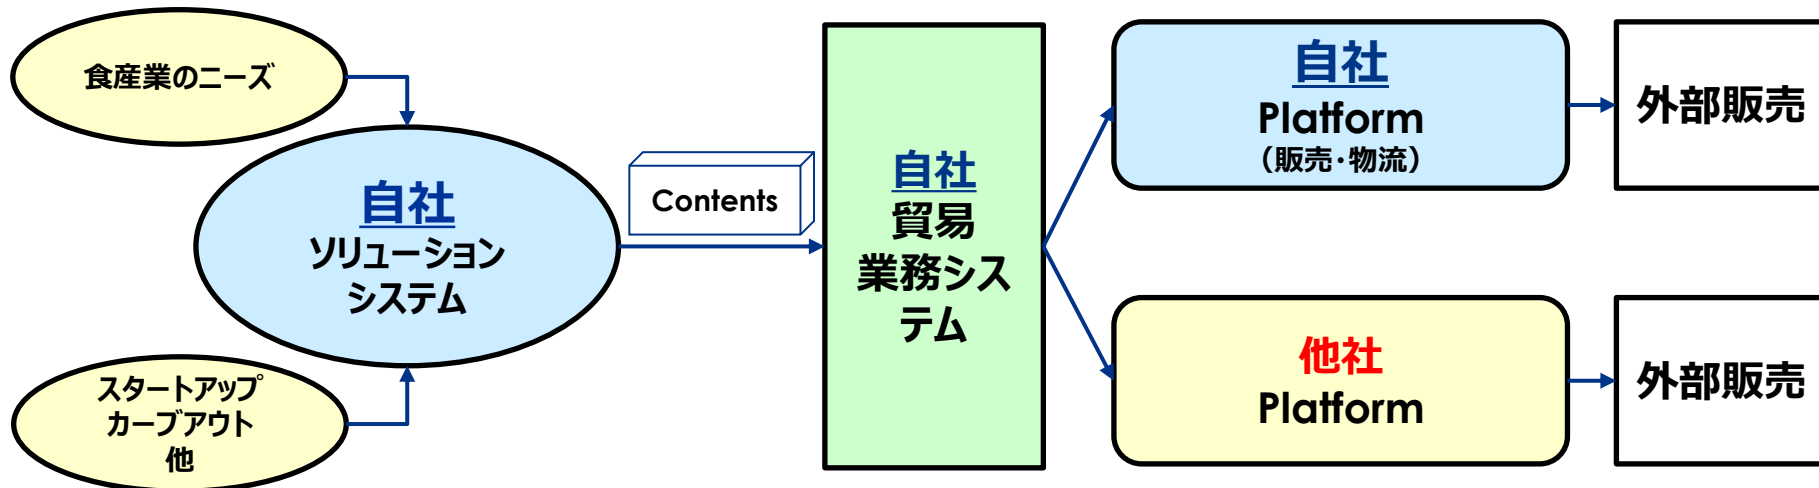 食産業のニーズ
自社
ソリューション
システム
スタートアップ
カーブアウト
他
Contents
自社
貿易
業務シス
テム
自社
Platform
（販売・物流）
外部販売
他社
Platform
外部販売